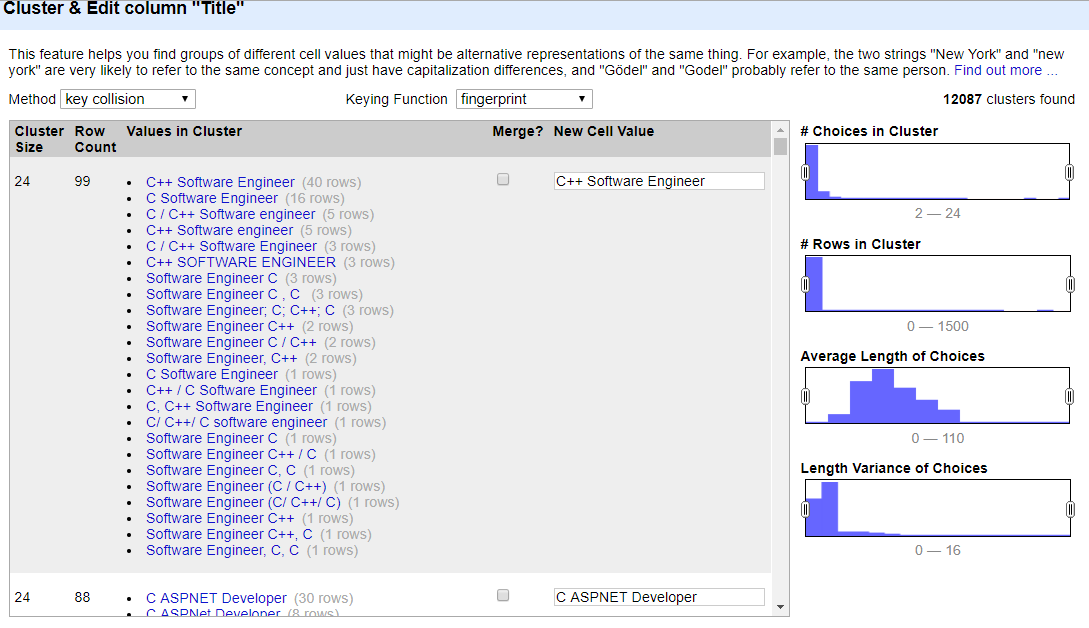 Cluster & Edit column "Title"
This feature helps you find groups of different cell values that might be alternative representations of the same thing. For example, the two strings "New York" and "new
york" are very likely to refer to the same concept and just have capitalization differences, and "Gödel" and "Godel" probably refer to the same person. Find out more ...
Method key collision Keying Function fingerprint 12087 clusters found
Cluster Size Row Count Values in Cluster Merge? New Cell Value
24 99 C++ Software Engineer (40 rows) C++ Software Engineer
C Software Engineer (16 rows)
C / C++ Software engineer (5 rows)
C++ Software engineer (5 rows)
C / C++ Software Engineer (3 rows)
C++ SOFTWARE ENGINEER (3 rows)
Software Engineer C (3 rows)
Software Engineer C , C (3 rows)
Software Engineer; C; C++; C (3 rows)
Software Engineer C++ (2 rows)
Software Engineer C / C++ (2 rows)
Software Engineer, C++ (2 rows)
C Software Engineer (1 rows)
C++ / C Software Engineer (1 rows)
C, C++ Software Engineer (1 rows)
C/ C++/ C software engineer (1 rows)
Software Engineer C (1 rows)
Software Engineer C++ / C (1 rows)
Software Engineer C, C (1 rows)
Software Engineer (C / C++) (1 rows)
Software Engineer (C/ C++/ C) (1 rows)
Software Engineer C++ (1 rows)
Software Engineer C++, C (1 rows)
Software Engineer, C, C (1 rows)
24 88 C ASPNET Developer (30 rows) C ASPNET Developer
C ASPNet Developer (8 rows)
# Choices in Cluster
2 — 24
# Rows in Cluster
0 — 1500
Average Length of Choices
0 — 110
Length Variance of Choices
0 — 16